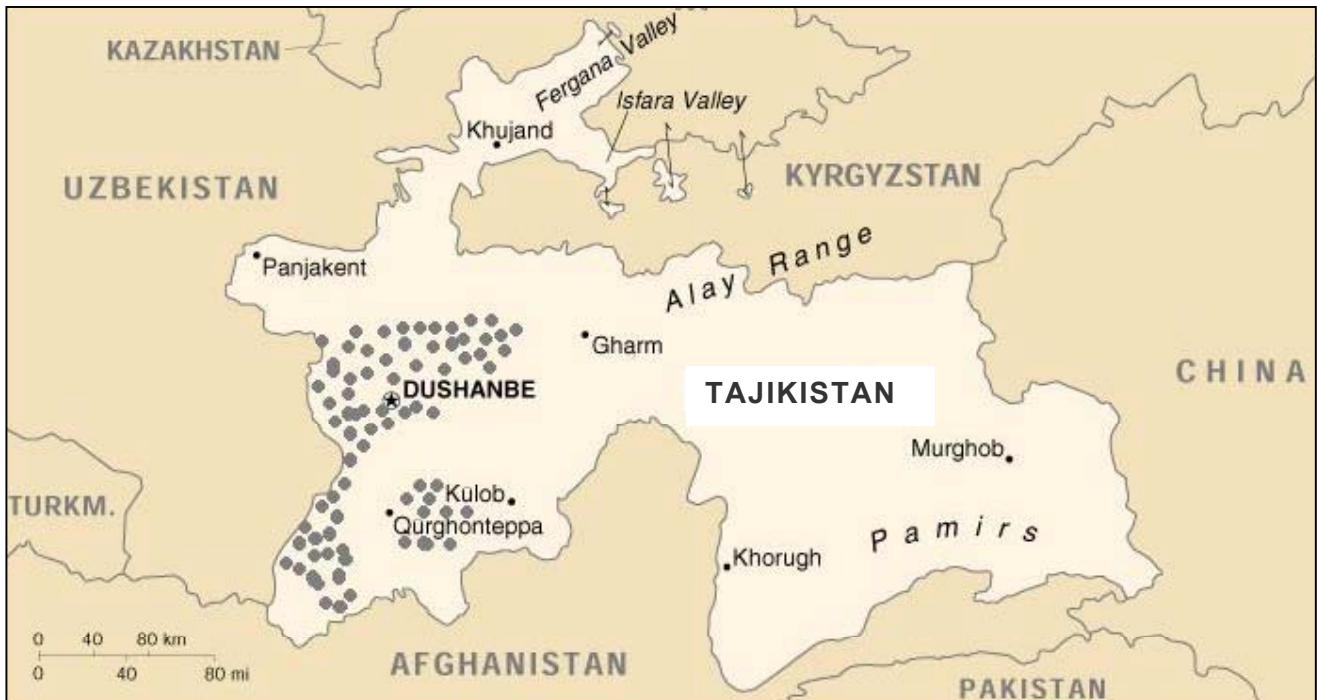 KAZAKHSTAN
Fergana Valley
Isfara Valley
Khujand
UZBEKISTAN
KYRGYZSTAN
Panjakent
Alay Range
Gharm
CHINA
DUSHANBE
TAJIKISTAN
Murghob
TURKM.
Kŭlob
Qurghonteppa
Pamirs
Khorugh
0 40 80 km
0 40 80 mi
AFGHANISTAN
PAKISTAN